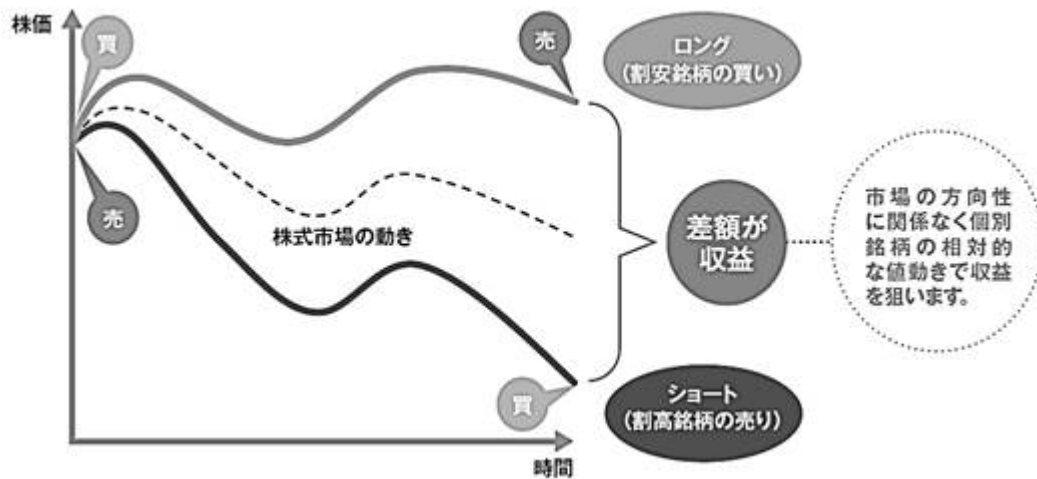 株価
買
売
ロング
(割安銘柄の買い)
売
株式市場の動き
差額が
収益
市場の方向性
に関係なく個別
銘柄の相対的
な値動きで収益
を狙います。
買
ショート
(割高銘柄の売り)
時間